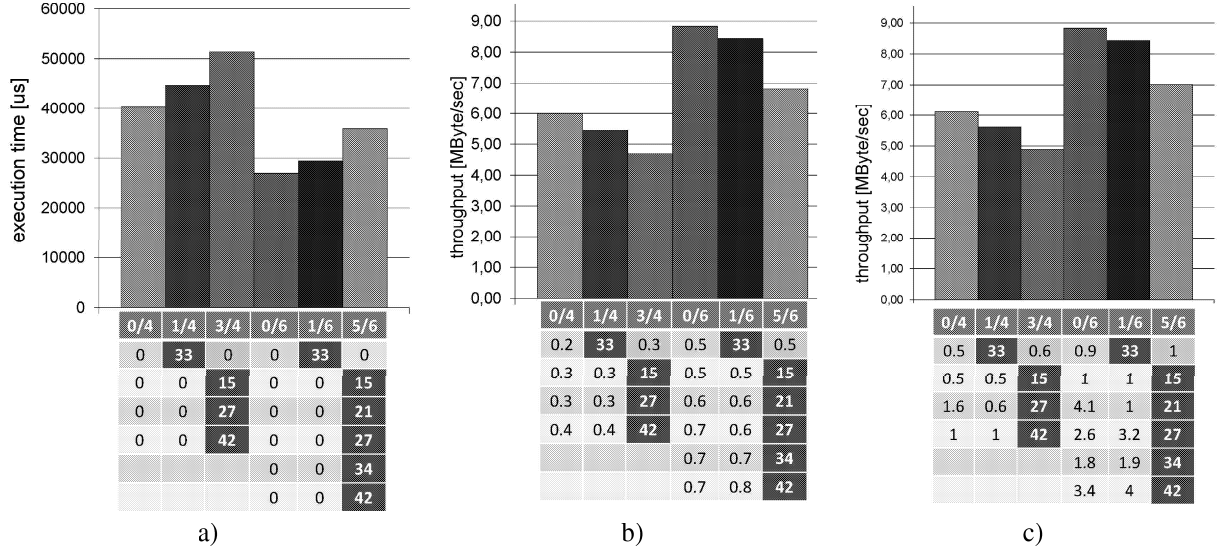 60000
50000
40000
30000
20000
10000
0
execution time [us]
0/4 1/4 3/4 0/6 1/6 5/6
0 33 0 0 33 0
0 0 15 0 0 15
0 0 27 0 0 21
0 0 42 0 0 27
0 0 34
0 0 42
a)
9,00
8,00
7,00
6,00
5,00
4,00
3,00
2,00
1,00
0,00
throughput [MByte/sec]
0/4 1/4 3/4 0/6 1/6 5/6
0.2 33 0.3 0.5 33 0.5
0.3 0.3 15 0.5 0.5 15
0.3 0.3 27 0.6 0.6 21
0.4 0.4 42 0.7 0.6 27
0.7 0.7 34
0.7 0.8 42
b)
9,00
8,00
7,00
6,00
5,00
4,00
3,00
2,00
1,00
0,00
throughput [MByte/sec]
0/4 1/4 3/4 0/6 1/6 5/6
0.5 33 0.6 0.9 33 1
0.5 0.5 15 1 1 15
1.6 0.6 27 4.1 1 21
1 1 42 2.6 3.2 27
1.8 1.9 34
3.4 4 42
c)